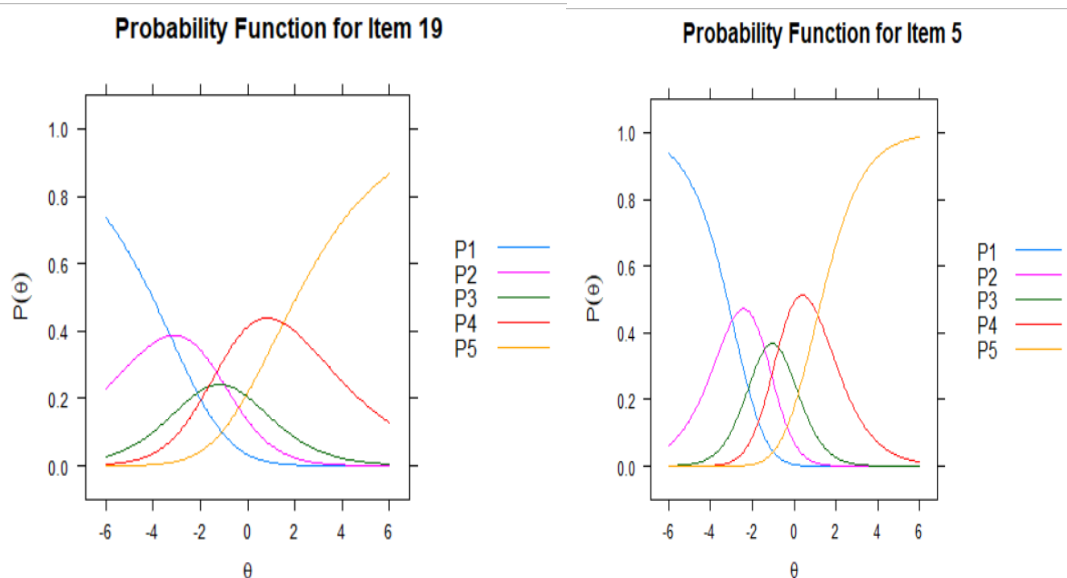 Probability Function for Item 19
P(θ)
1.0
0.8
0.6
0.4
0.2
0.0
-6 -4 -2 0 2 4 6
θ
P1
P2
P3
P4
P5
Probability Function for Item 5
P(θ)
1.0
0.8
0.6
0.4
0.2
0.0
-6 -4 -2 0 2 4 6
θ
P1
P2
P3
P4
P5